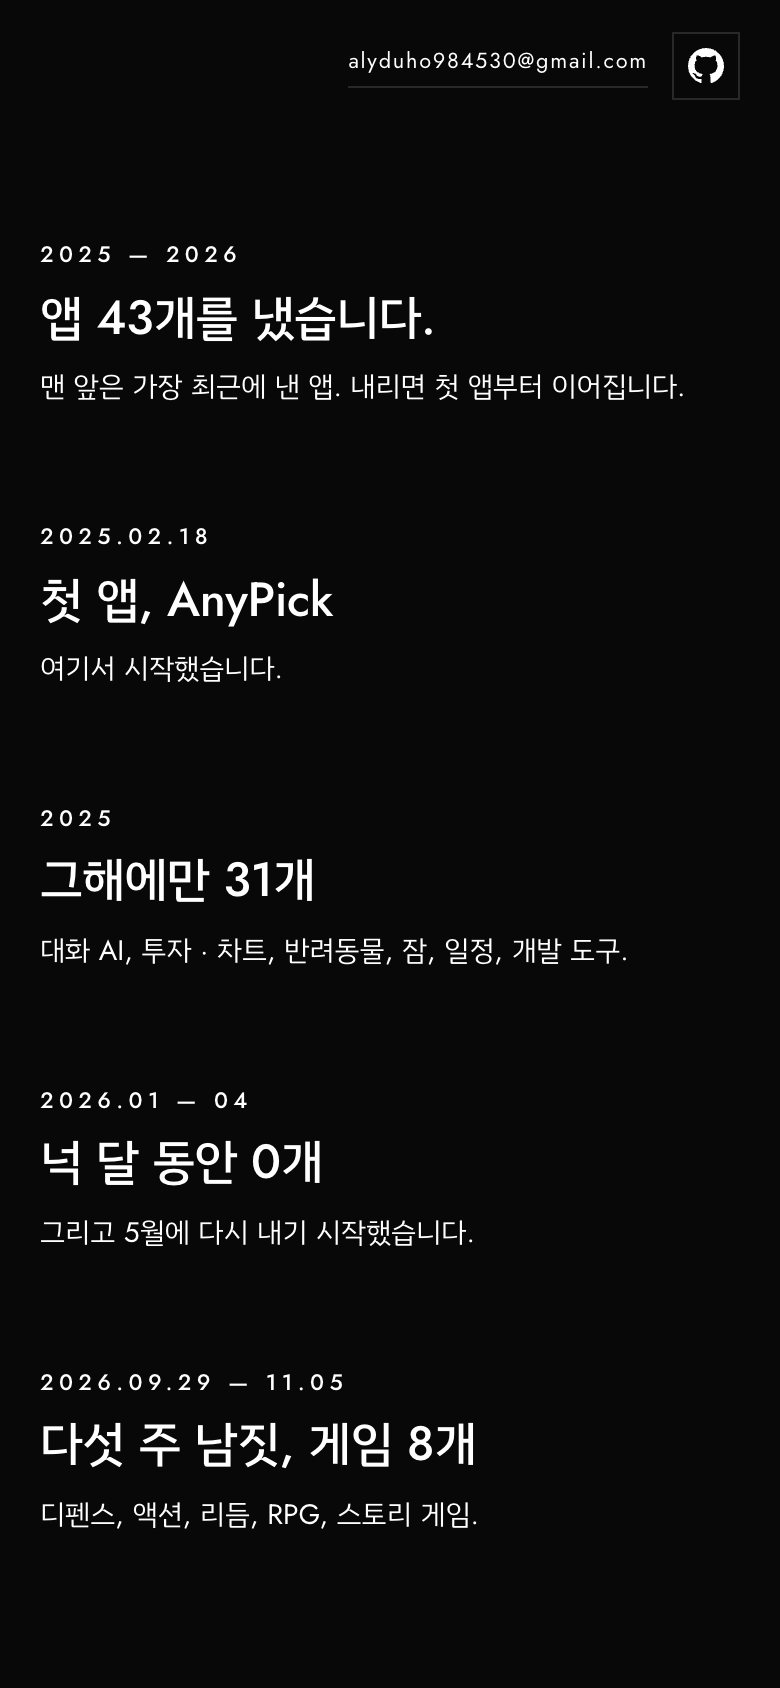 alyduho984530@gmail.com
2025 — 2026
앱 43개를 냈습니다.
맨 앞은 가장 최근에 낸 앱. 내리면 첫 앱부터 이어집니다.
2025.02.18
첫 앱, AnyPick
여기서 시작했습니다.
2025
그해에만 31개
대화 AI, 투자 · 차트, 반려동물, 잠, 일정, 개발 도구.
2026.01 — 04
넉 달 동안 0개
그리고 5월에 다시 내기 시작했습니다.
2026.09.29 — 11.05
다섯 주 남짓, 게임 8개
디펜스, 액션, 리듬, RPG, 스토리 게임.